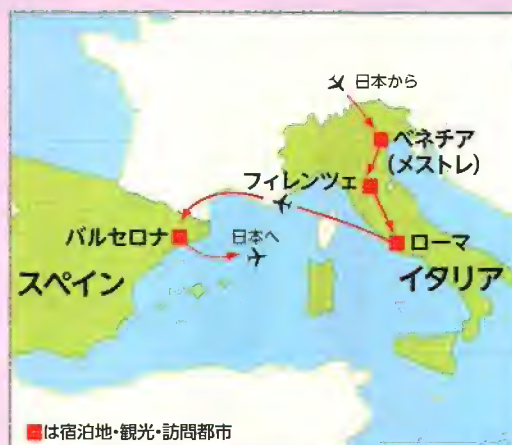 日本から
ベネチア
(メストレ)
フィレンツェ
バルセロナ
日本へ
ローマ
スペイン
イタリア
■は宿泊地・観光・訪問都市